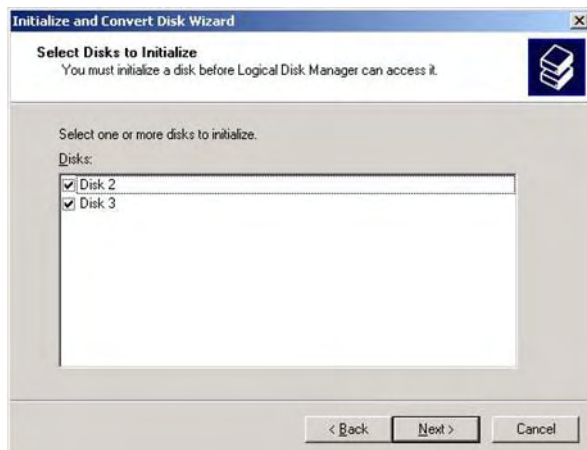 Initialize and Convert Disk Wizard
Select Disks to Initialize
You must initialize a disk before Logical Disk Manager can access it.
Select one or more disks to initialize.
Disks:
Disk 2
Disk 3
< Back
Next >
Cancel